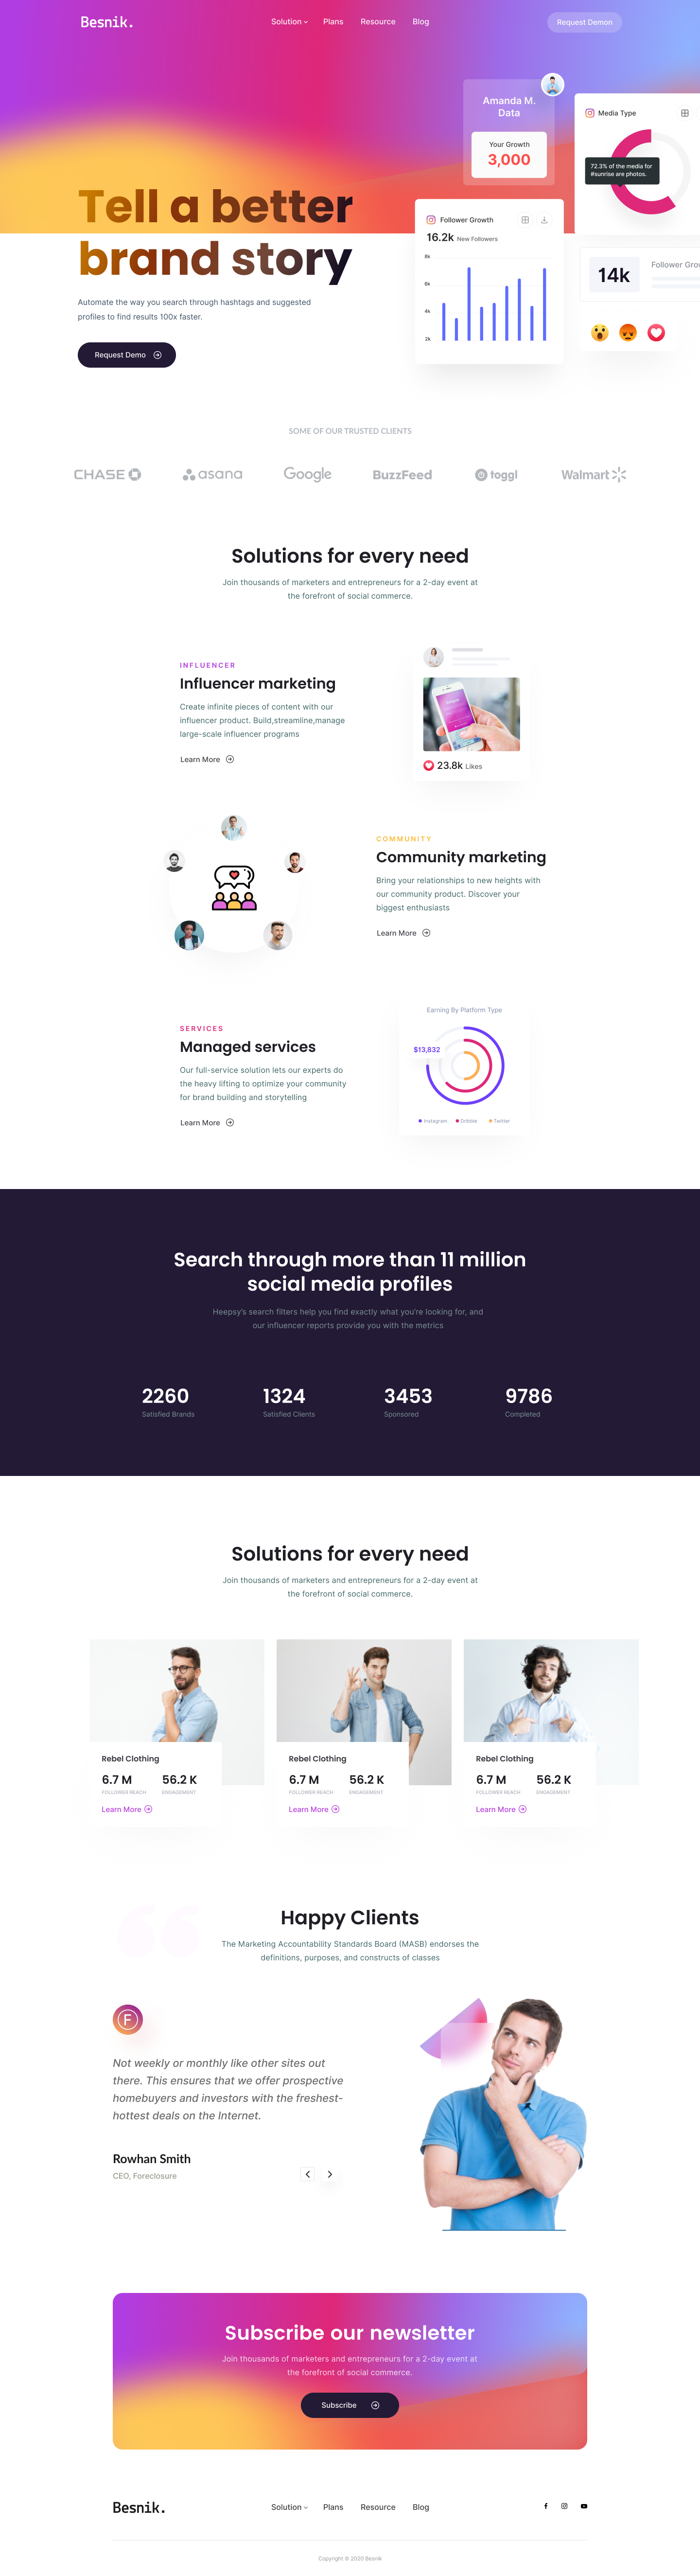 Besnik.
Solution
Plans
Resource
Blog
Request Demon
Amanda M.
Data
Your Growth
3,000
Media Type
72.3% of the media for
#sunrise are photos.
Tell a better
brand story
Automate the way you search through hashtags and suggested
profiles to find results 100x faster.
Request Demo
Follower Growth
16.2k New Followers
8k
6k
4k
2k
14k
Follower Grow
SOME OF OUR TRUSTED CLIENTS
CHASE
asana
Google
BuzzFeed
toggl
Walmart
Solutions for every need
Join thousands of marketers and entrepreneurs for a 2-day event at
the forefront of social commerce.
INFLUENCER
Influencer marketing
Create infinite pieces of content with our
influencer product. Build,streamline,manage
large-scale influencer programs
Learn More
23.8k Likes
COMMUNITY
Community marketing
Bring your relationships to new heights with
our community product. Discover your
biggest enthusiasts
Learn More
SERVICES
Managed services
Our full-service solution lets our experts do
the heavy lifting to optimize your community
for brand building and storytelling
Learn More
Earning By Platform Type
$13,832
Instagram
Dribble
Twitter
Search through more than 11 million
social media profiles
Heepsy's search filters help you find exactly what you're looking for, and
our influencer reports provide you with the metrics
2260
Satisfied Brands
1324
Satisfied Clients
3453
Sponsored
9786
Completed
Solutions for every need
Join thousands of marketers and entrepreneurs for a 2-day event at
the forefront of social commerce.
Rebel Clothing
6.7 M
FOLLOWER REACH
56.2 K
ENGAGEMENT
Learn More
Rebel Clothing
6.7 M
FOLLOWER REACH
56.2 K
ENGAGEMENT
Learn More
Rebel Clothing
6.7 M
FOLLOWER REACH
56.2 K
ENGAGEMENT
Learn More
Happy Clients
The Marketing Accountability Standards Board (MASB) endorses the
definitions, purposes, and constructs of classes
F
Not weekly or monthly like other sites out
there. This ensures that we offer prospective
homebuyers and investors with the freshest-
hottest deals on the Internet.
Rowhan Smith
CEO, Foreclosure
Subscribe our newsletter
Join thousands of marketers and entrepreneurs for a 2-day event at
the forefront of social commerce.
Subscribe
Besnik.
Solution
Plans
Resource
Blog
Copyright © 2020 Besnik